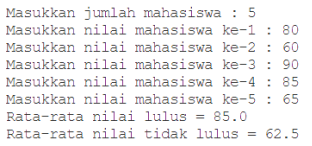 Masukkan jumlah mahasiswa : 5
Masukkan nilai mahasiswa ke-1 : 80
Masukkan nilai mahasiswa ke-2 : 60
Masukkan nilai mahasiswa ke-3 : 90
Masukkan nilai mahasiswa ke-4 : 85
Masukkan nilai mahasiswa ke-5 : 65
Rata-rata nilai lulus = 85.0
Rata-rata nilai tidak lulus = 62.5